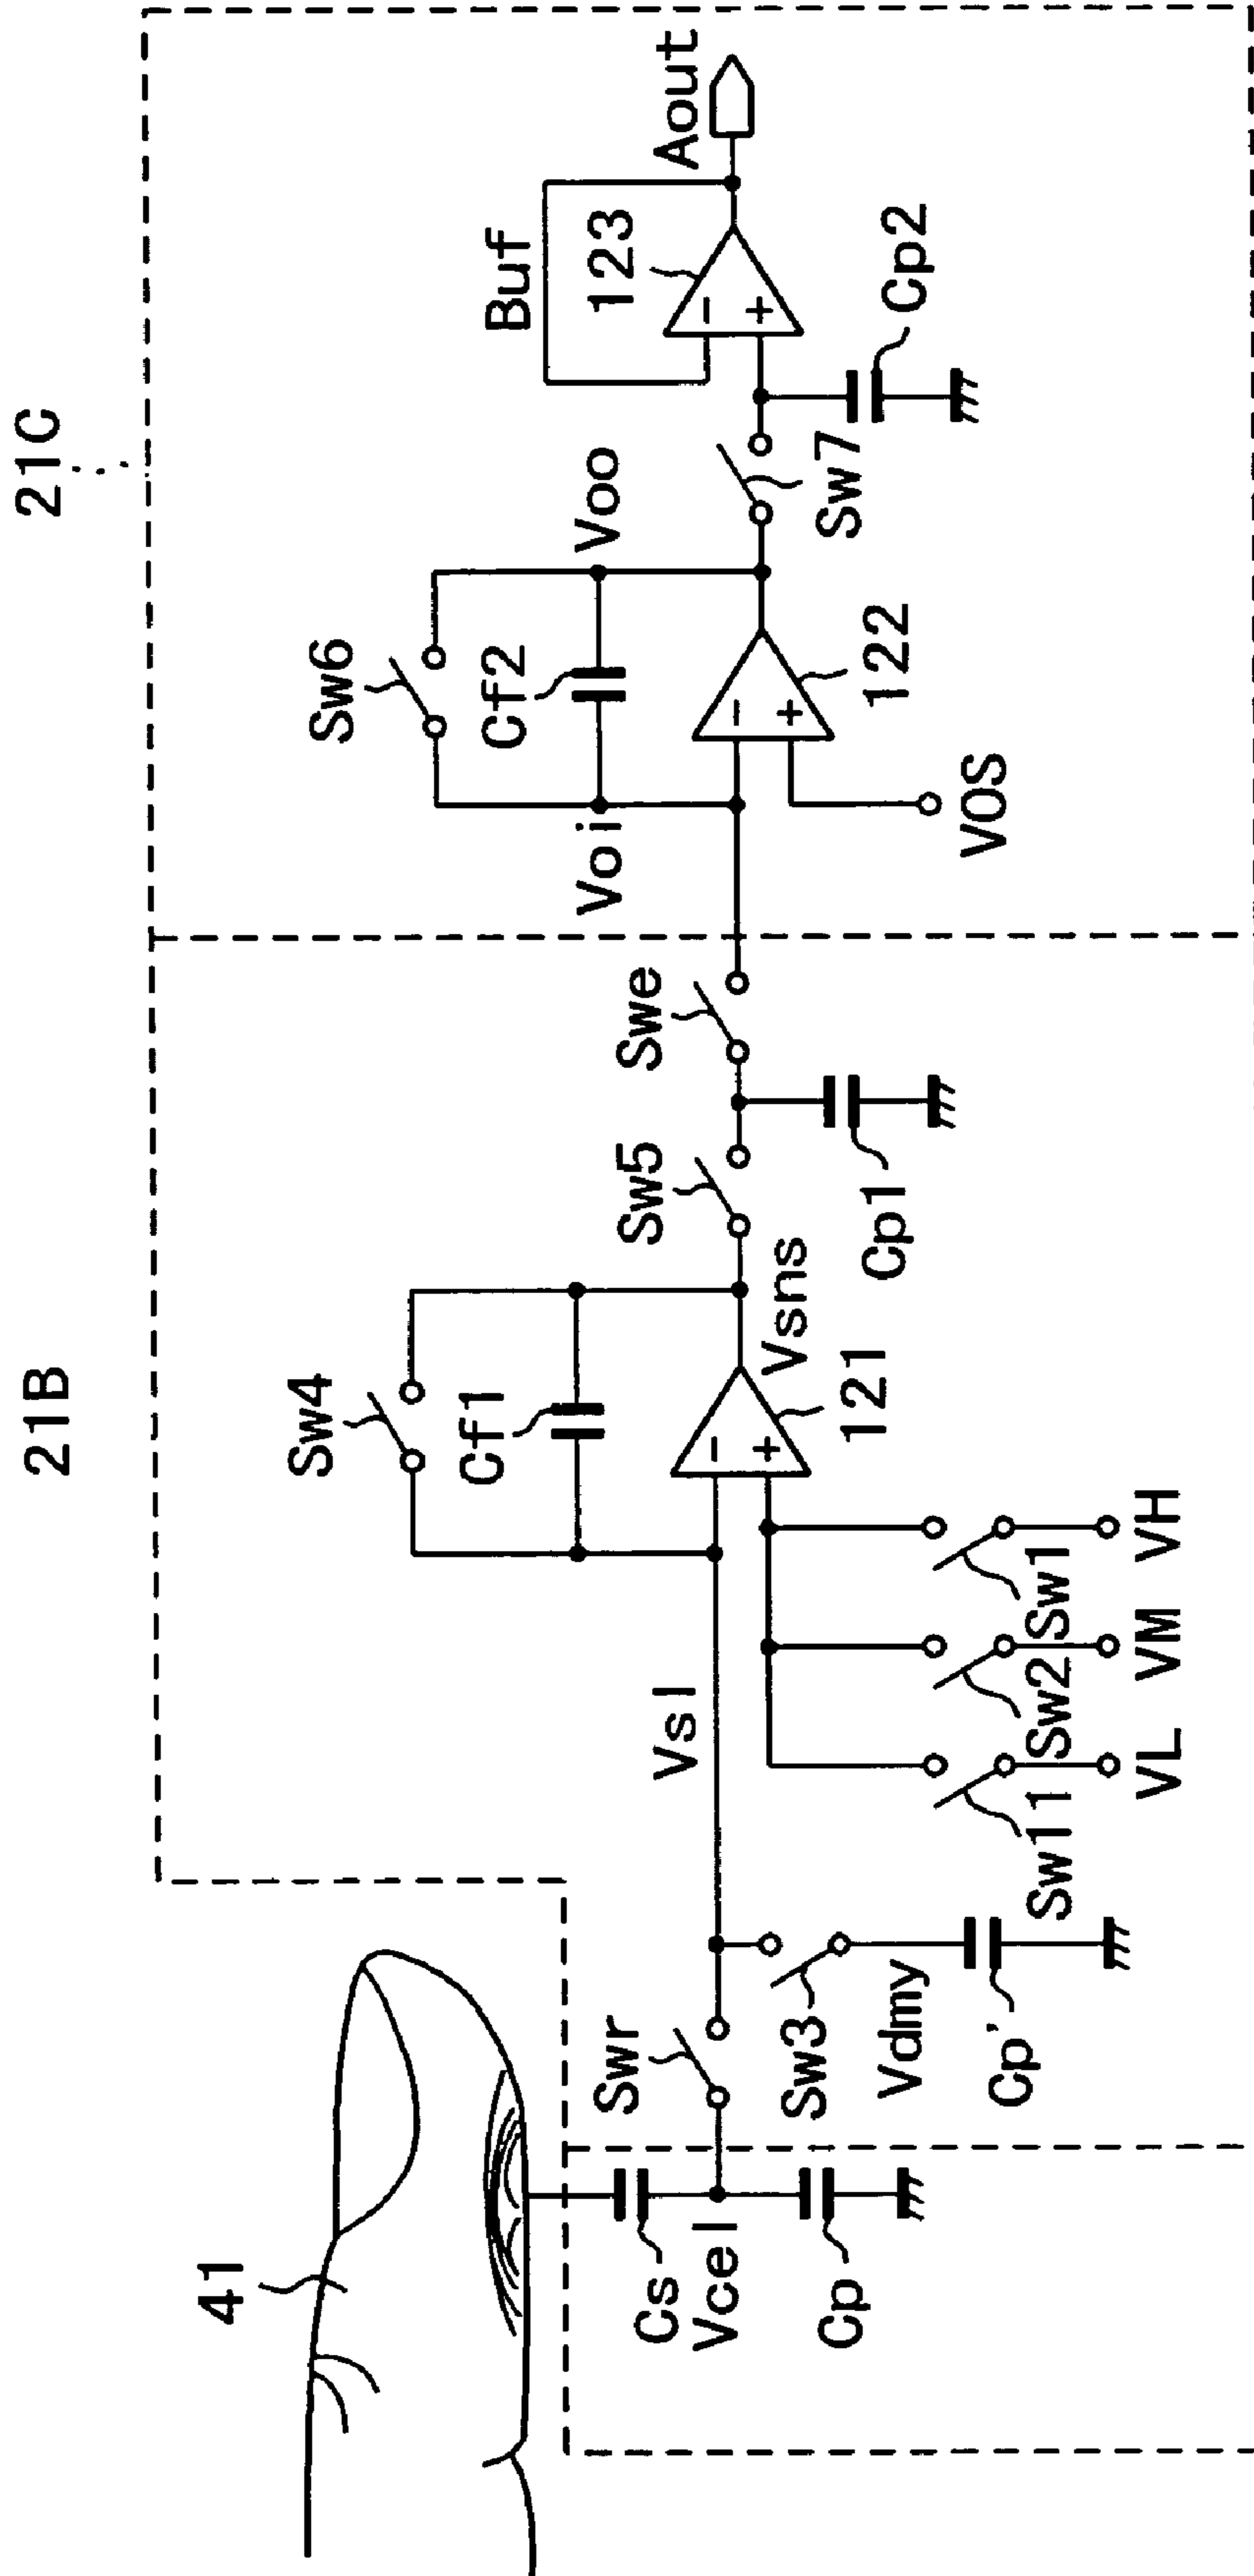 21B
21C
41
Sw4
Sw6
Cf1
Cf2
Buf
Voi
Voo
123
Aout
Swr
Vsl
Sw5
Swe
Cs
Vcel
Vsns
121
122
Sw7
Cp2
Sw3
Cp1
VOS
Cp
Vdmy
Cp'
Sw11
Sw2
Sw1
VL
VM
VH
-
+
-
+
-
+